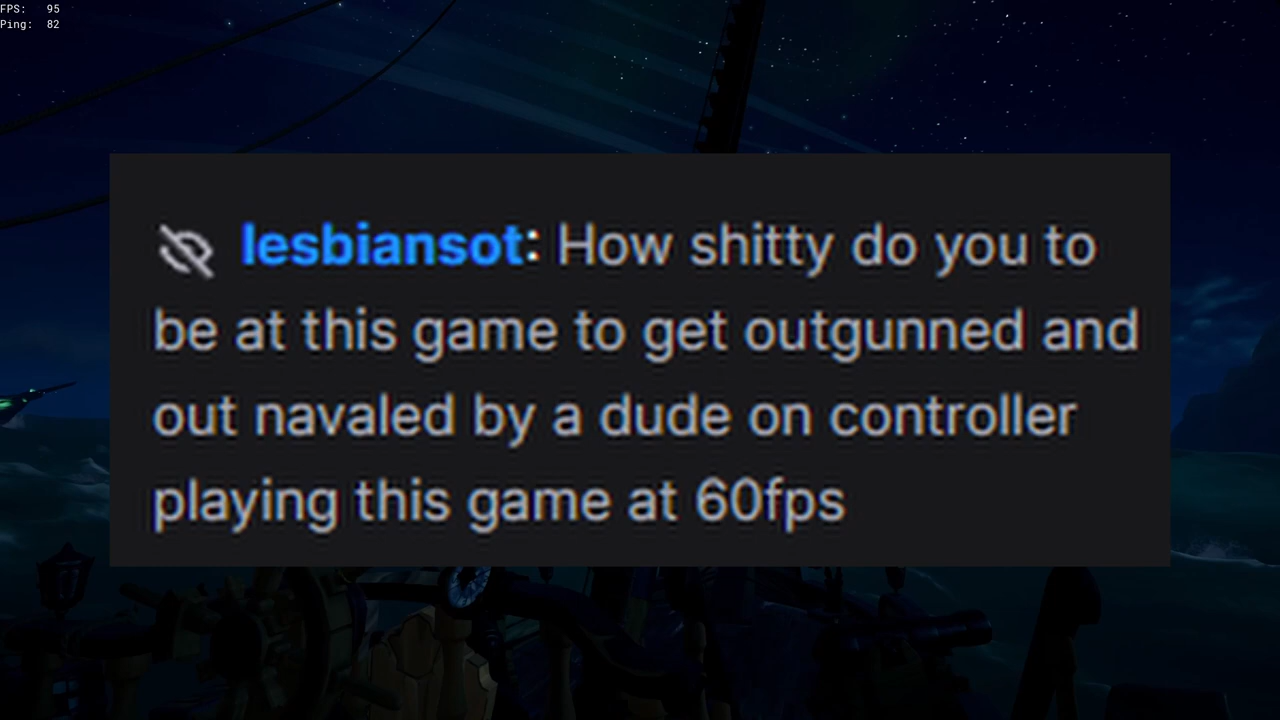 FPS: 95
Ping: 82
lesbiansot: How shitty do you to
be at this game to get outgunned and
out navaled by a dude on controller
playing this game at 60fps